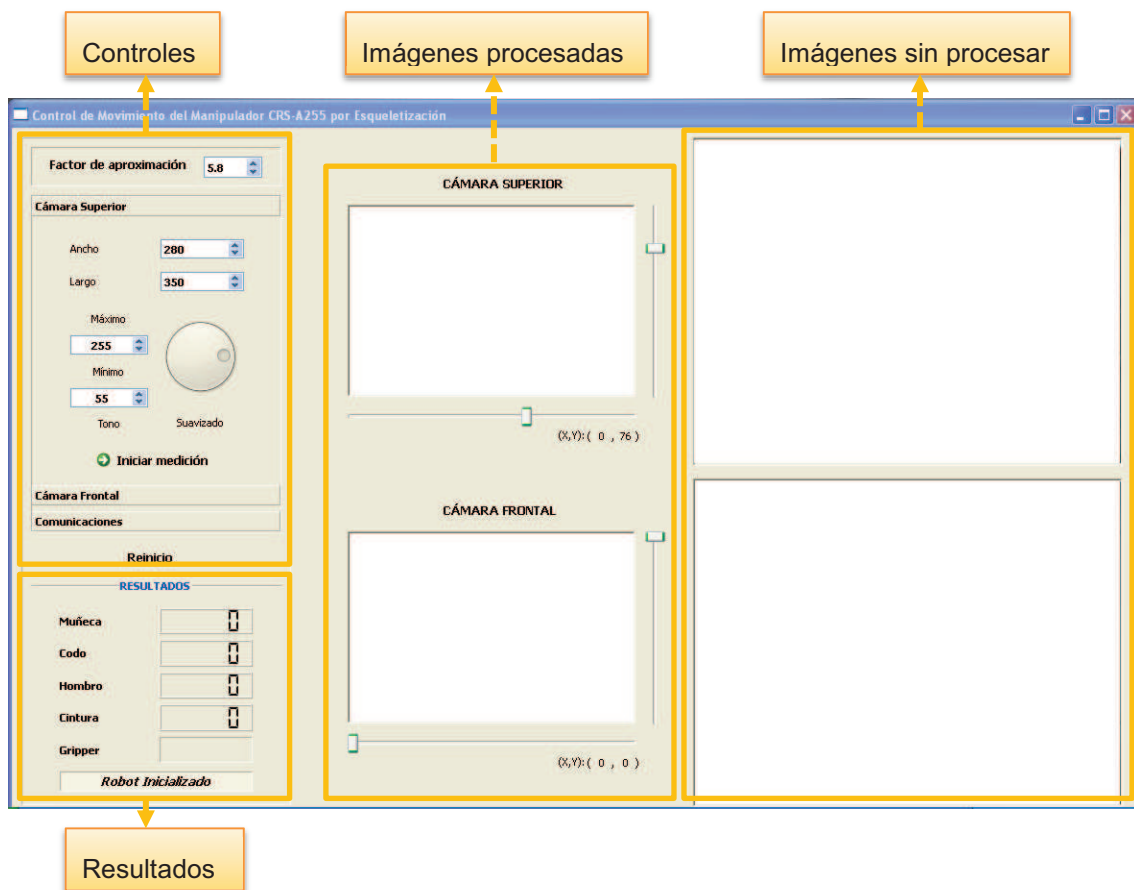 Controles
Imágenes procesadas
Imágenes sin procesar
Control de Movimiento del Manipulador CRS-A255 por Esqueletización
Factor de aproximación 5.8
Cámara Superior
Ancho 280
Largo 350
Máximo
255
Mínimo
55
Tono Suavizado
Iniciar medición
Cámara Frontal
Comunicaciones
Reinicio
RESULTADOS
Muñeca 0
Codo 0
Hombro 0
Cintura 0
Gripper
Robot Inicializado
CÁMARA SUPERIOR
(X,Y): ( 0 , 76 )
CÁMARA FRONTAL
(X,Y): ( 0 , 0 )
Resultados